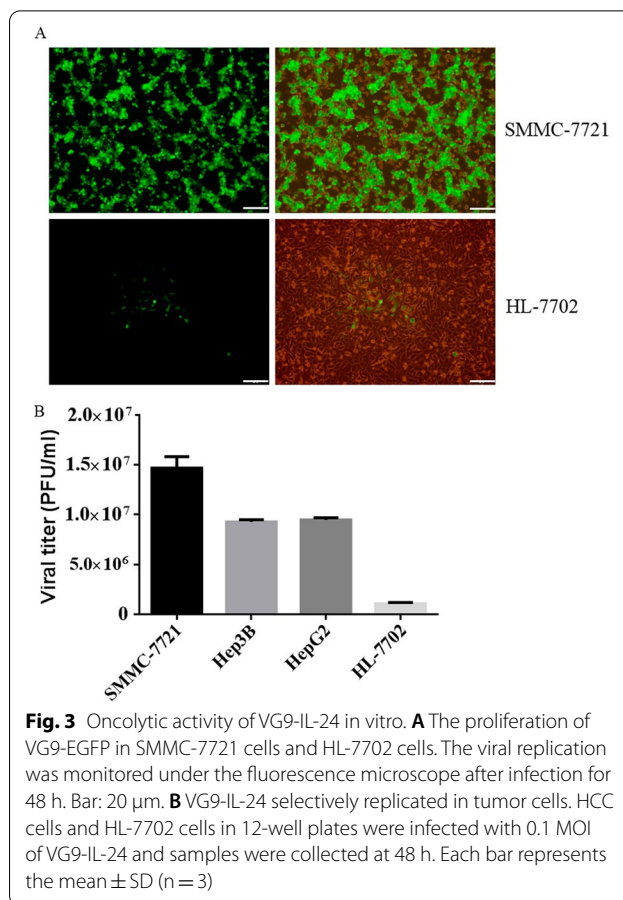 A
SMMC-7721
HL-7702
B
2.0×10⁷
1.5×10⁷
1.0×10⁷
5.0×10⁶
0
Viral titer (PFU/ml)
SMMC-7721
Hep3B
HepG2
HL-7702
Fig. 3 Oncolytic activity of VG9-IL-24 in vitro. A The proliferation of
VG9-EGFP in SMMC-7721 cells and HL-7702 cells. The viral replication
was monitored under the fluorescence microscope after infection for
48 h. Bar: 20 μm. B VG9-IL-24 selectively replicated in tumor cells. HCC
cells and HL-7702 cells in 12-well plates were infected with 0.1 MOI
of VG9-IL-24 and samples were collected at 48 h. Each bar represents
the mean ± SD (n = 3)